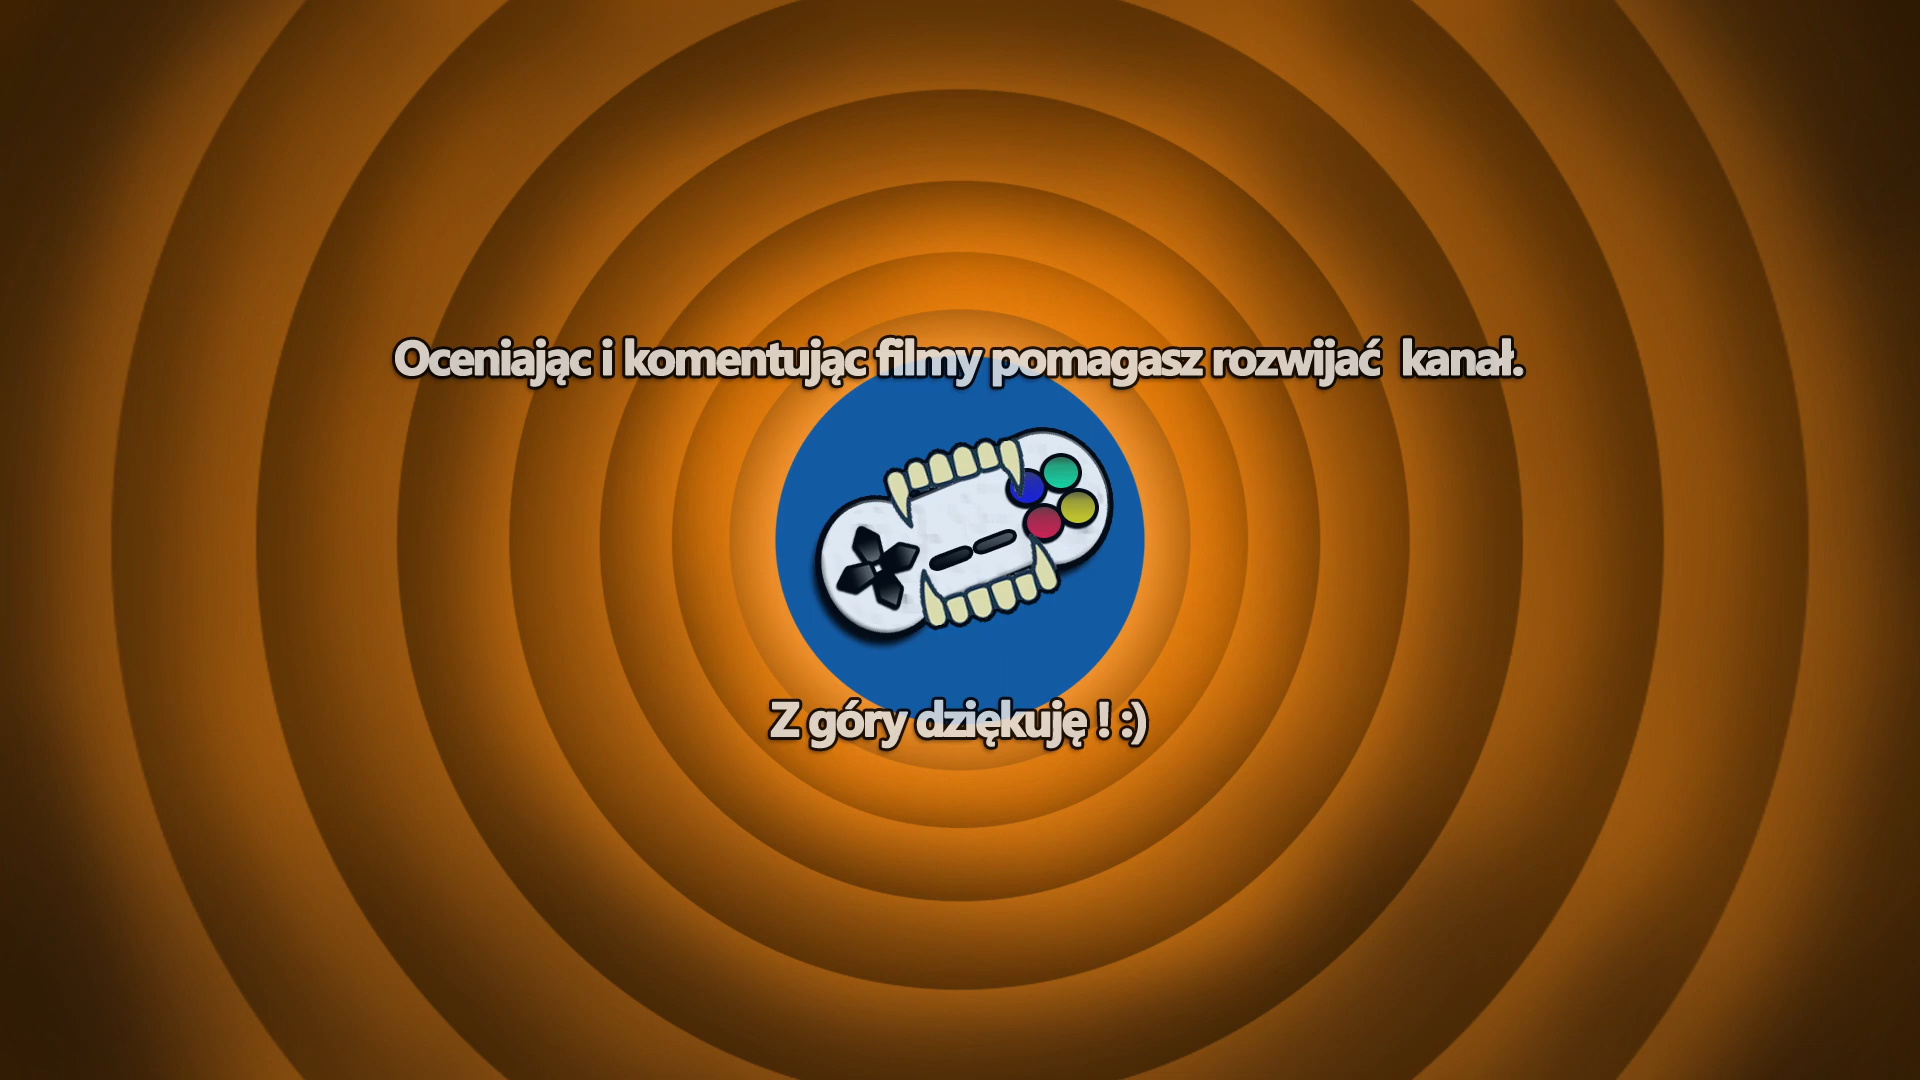 Oceniając i komentując filmy pomagasz rozwijać kanał.
Z góry dziękuję ! :)